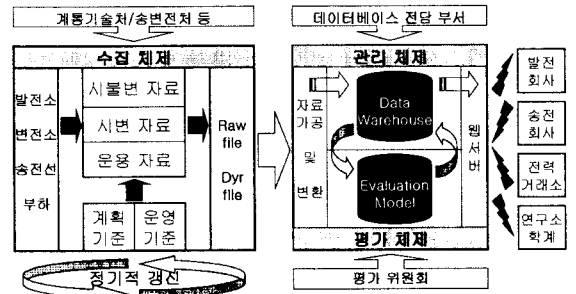 계통기술처/송변전처 등
데이터베이스 전담 부서
수집 체제
발전소
변전소
송전선
부하
시불변 자료
시변 자료
운용 자료
계획
기준
운영
기준
Raw
file
Dyr
file
정기적 갱신
관리 체제
자료
가공
및
변환
Data
Warehouse
Evaluation
Model
웹
서
버
평가 체제
평가 위원회
발전
회사
송전
회사
전력
거래소
연구소
학계